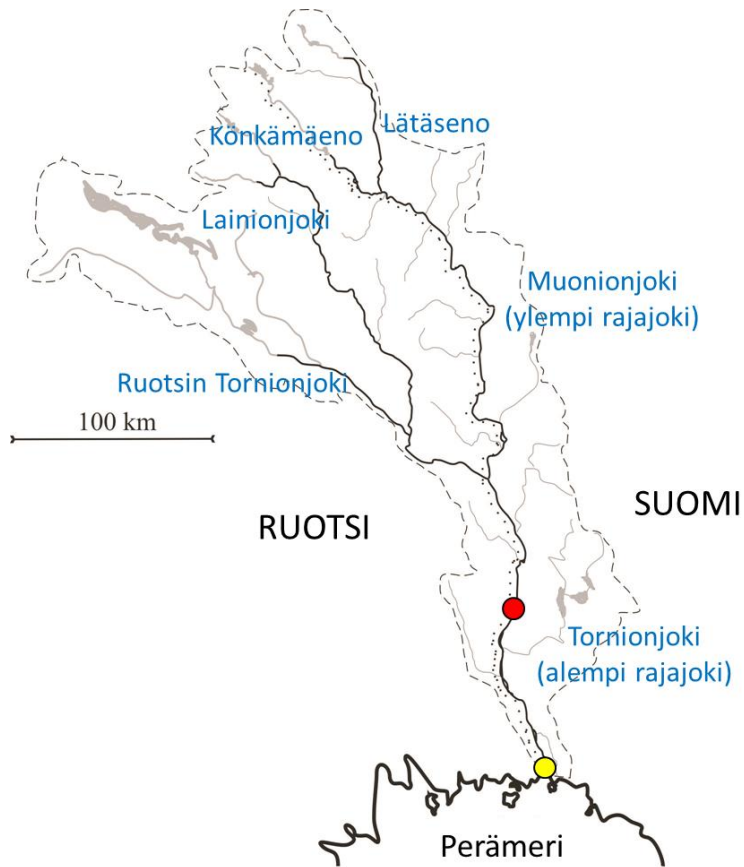 Lätäseno
Könkämäeno
Lainionjoki
Muonionjoki
(ylempi rajajoki)
Ruotsin Tornionjoki
100 km
SUOMI
RUOTSI
Tornionjoki
(alempi rajajoki)
Perämeri